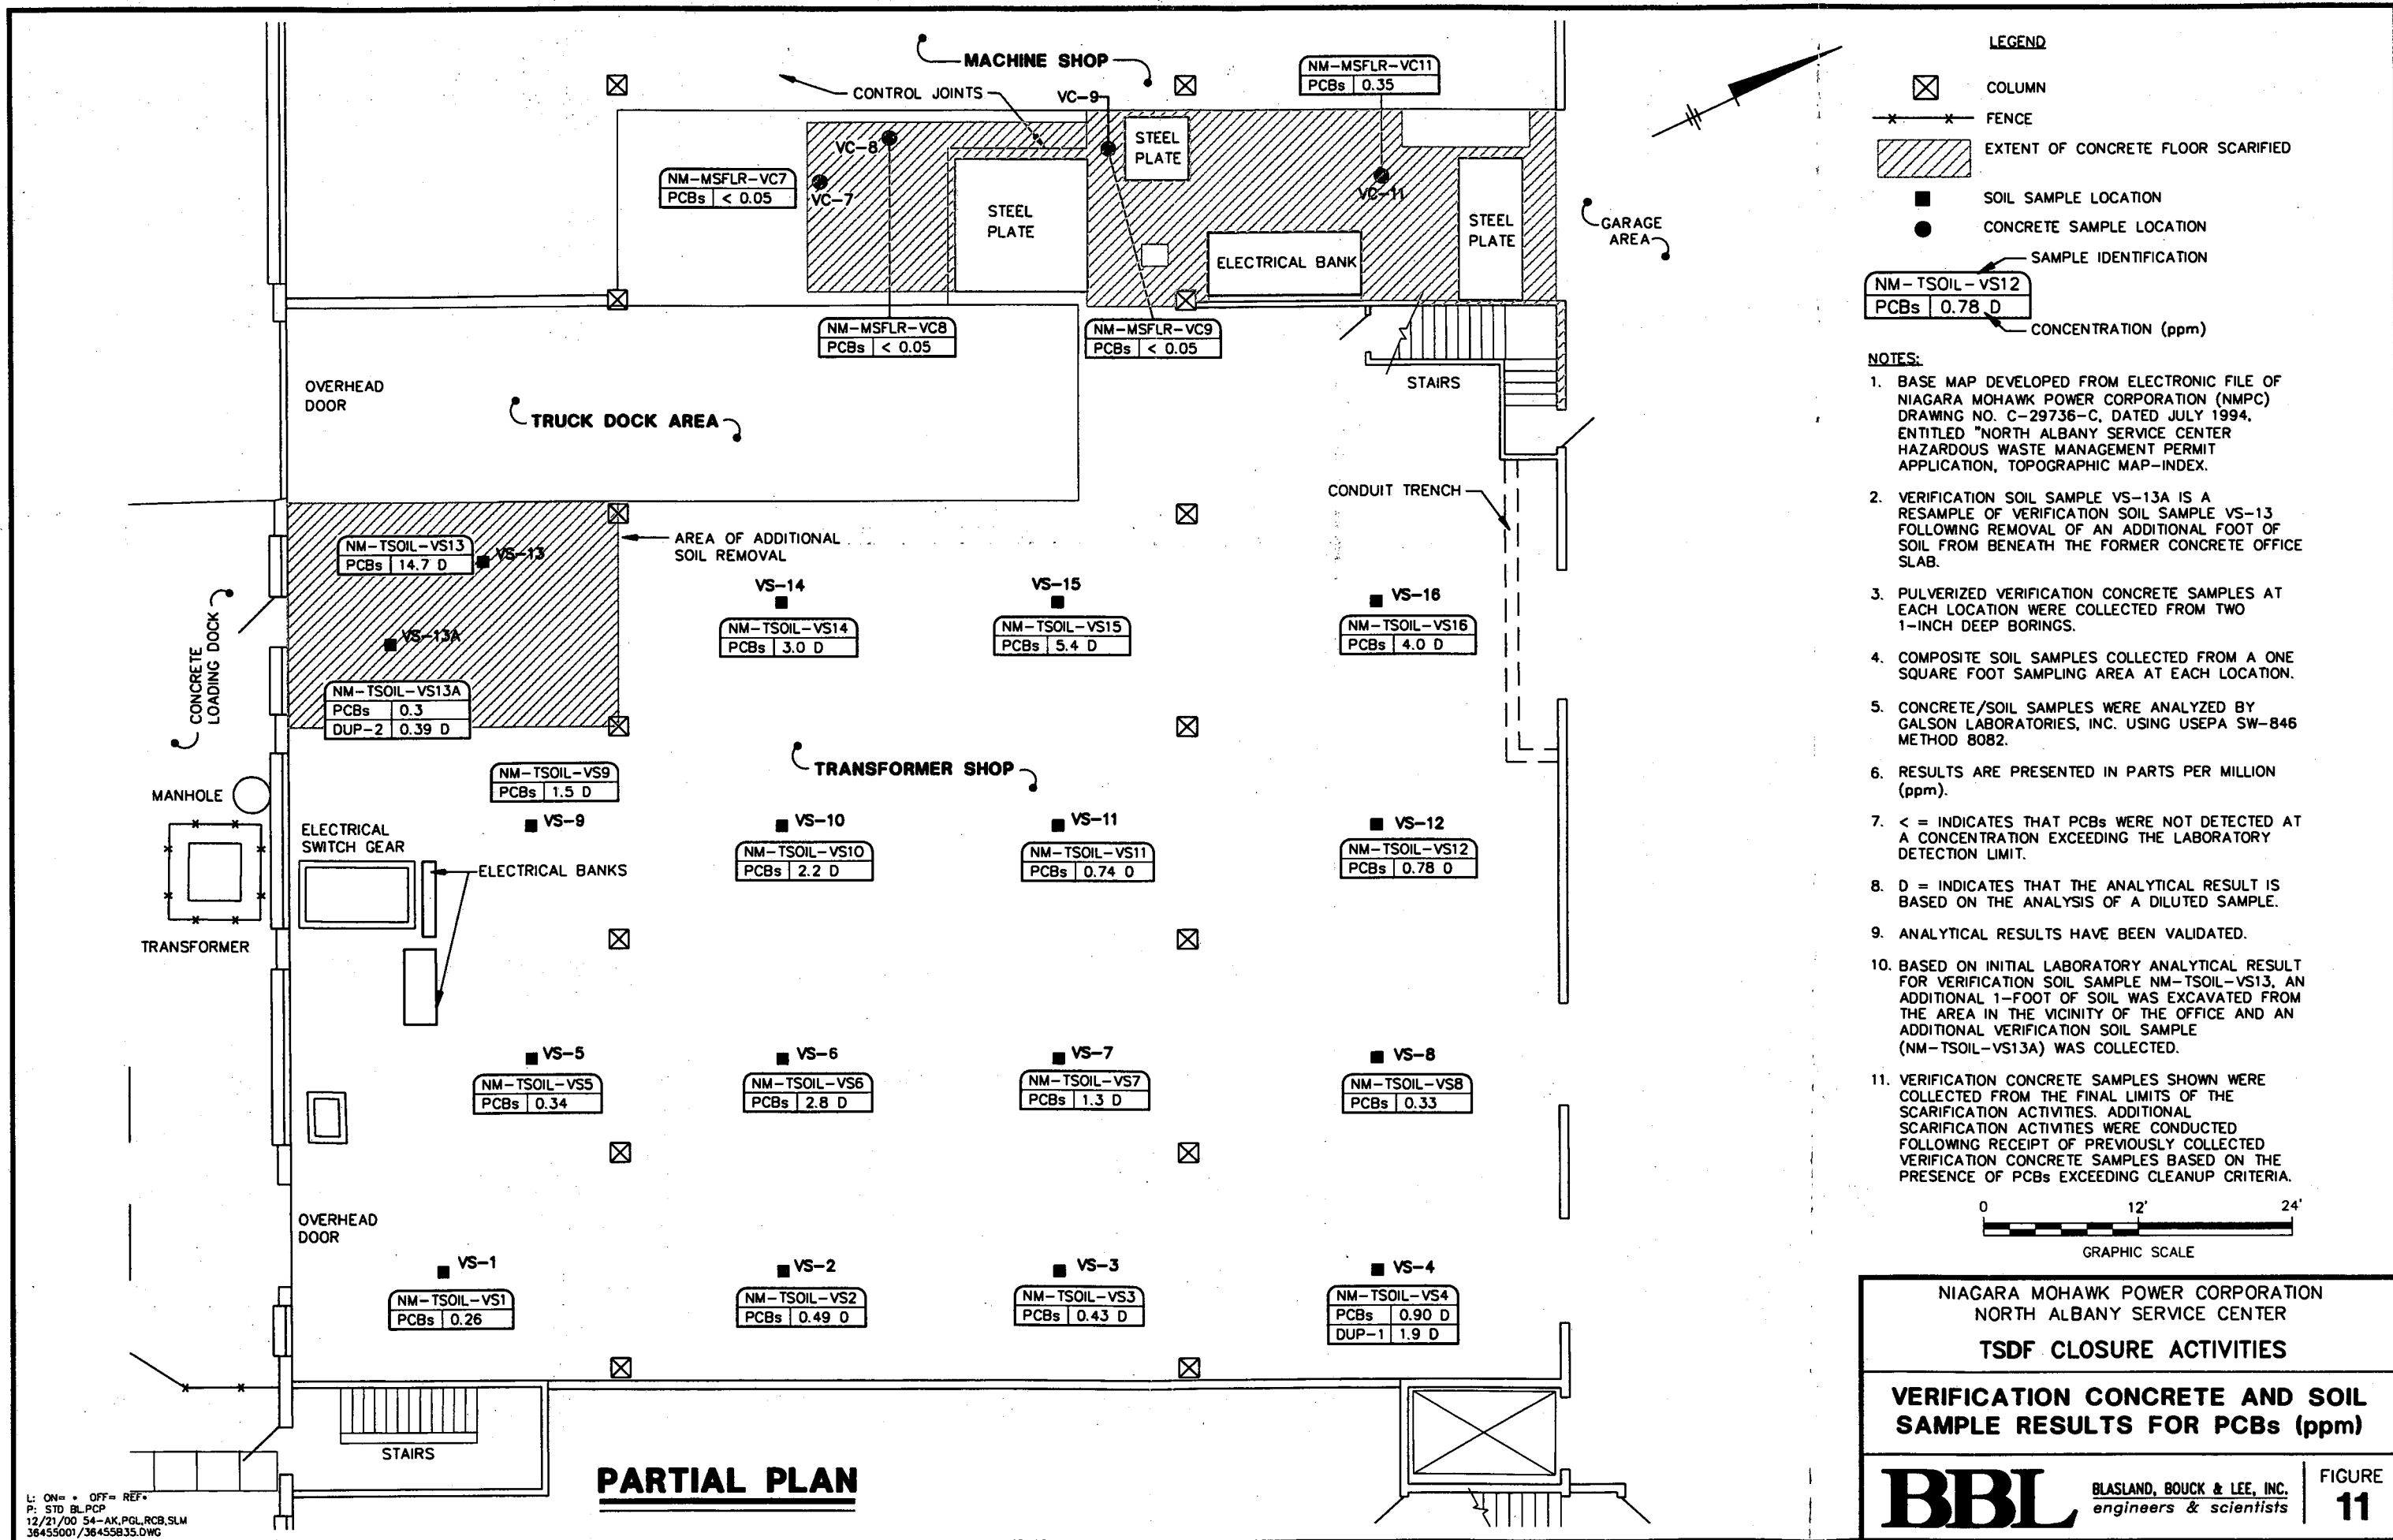 MACHINE SHOP
CONTROL JOINTS
VC-9
NM-MSFLR-VC11
PCBs 0.35
VC-8
STEEL
PLATE
NM-MSFLR-VC7
PCBs < 0.05
VC-7
VC-11
STEEL
PLATE
STEEL
PLATE
GARAGE
AREA
ELECTRICAL BANK
NM-MSFLR-VC8
PCBs < 0.05
NM-MSFLR-VC9
PCBs < 0.05
STAIRS
OVERHEAD
DOOR
TRUCK DOCK AREA
CONDUIT TRENCH
AREA OF ADDITIONAL
SOIL REMOVAL
NM-TSOIL-VS13
PCBs 14.7 D
VS-13
VS-14
NM-TSOIL-VS14
PCBs 3.0 D
VS-15
NM-TSOIL-VS15
PCBs 5.4 D
VS-16
NM-TSOIL-VS16
PCBs 4.0 D
VS-13A
NM-TSOIL-VS13A
PCBs 0.3
DUP-2 0.39 D
CONCRETE
LOADING DOCK
TRANSFORMER SHOP
NM-TSOIL-VS9
PCBs 1.5 D
VS-9
MANHOLE
ELECTRICAL
SWITCH GEAR
ELECTRICAL BANKS
TRANSFORMER
VS-10
NM-TSOIL-VS10
PCBs 2.2 D
VS-11
NM-TSOIL-VS11
PCBs 0.74 0
VS-12
NM-TSOIL-VS12
PCBs 0.78 0
VS-5
NM-TSOIL-VS5
PCBs 0.34
VS-6
NM-TSOIL-VS6
PCBs 2.8 D
VS-7
NM-TSOIL-VS7
PCBs 1.3 D
VS-8
NM-TSOIL-VS8
PCBs 0.33
OVERHEAD
DOOR
VS-1
NM-TSOIL-VS1
PCBs 0.26
VS-2
NM-TSOIL-VS2
PCBs 0.49 0
VS-3
NM-TSOIL-VS3
PCBs 0.43 D
VS-4
NM-TSOIL-VS4
PCBs 0.90 D
DUP-1 1.9 D
STAIRS
PARTIAL PLAN
L: ON= * OFF= REF*
P: STD BL.PCP
12/21/00 54-AK,PGL,RCB,SLM
36455001/36455B35.DWG
LEGEND
COLUMN
FENCE
EXTENT OF CONCRETE FLOOR SCARIFIED
SOIL SAMPLE LOCATION
CONCRETE SAMPLE LOCATION
SAMPLE IDENTIFICATION
NM-TSOIL-VS12
PCBs 0.78 D
CONCENTRATION (ppm)
NOTES:
1. BASE MAP DEVELOPED FROM ELECTRONIC FILE OF
NIAGARA MOHAWK POWER CORPORATION (NMPC)
DRAWING NO. C-29736-C, DATED JULY 1994,
ENTITLED "NORTH ALBANY SERVICE CENTER
HAZARDOUS WASTE MANAGEMENT PERMIT
APPLICATION, TOPOGRAPHIC MAP-INDEX.
2. VERIFICATION SOIL SAMPLE VS-13A IS A
RESAMPLE OF VERIFICATION SOIL SAMPLE VS-13
FOLLOWING REMOVAL OF AN ADDITIONAL FOOT OF
SOIL FROM BENEATH THE FORMER CONCRETE OFFICE
SLAB.
3. PULVERIZED VERIFICATION CONCRETE SAMPLES AT
EACH LOCATION WERE COLLECTED FROM TWO
1-INCH DEEP BORINGS.
4. COMPOSITE SOIL SAMPLES COLLECTED FROM A ONE
SQUARE FOOT SAMPLING AREA AT EACH LOCATION.
5. CONCRETE/SOIL SAMPLES WERE ANALYZED BY
GALSON LABORATORIES, INC. USING USEPA SW-846
METHOD 8082.
6. RESULTS ARE PRESENTED IN PARTS PER MILLION
(ppm).
7. < = INDICATES THAT PCBs WERE NOT DETECTED AT
A CONCENTRATION EXCEEDING THE LABORATORY
DETECTION LIMIT.
8. D = INDICATES THAT THE ANALYTICAL RESULT IS
BASED ON THE ANALYSIS OF A DILUTED SAMPLE.
9. ANALYTICAL RESULTS HAVE BEEN VALIDATED.
10. BASED ON INITIAL LABORATORY ANALYTICAL RESULT
FOR VERIFICATION SOIL SAMPLE NM-TSOIL-VS13, AN
ADDITIONAL 1-FOOT OF SOIL WAS EXCAVATED FROM
THE AREA IN THE VICINITY OF THE OFFICE AND AN
ADDITIONAL VERIFICATION SOIL SAMPLE
(NM-TSOIL-VS13A) WAS COLLECTED.
11. VERIFICATION CONCRETE SAMPLES SHOWN WERE
COLLECTED FROM THE FINAL LIMITS OF THE
SCARIFICATION ACTIVITIES. ADDITIONAL
SCARIFICATION ACTIVITIES WERE CONDUCTED
FOLLOWING RECEIPT OF PREVIOUSLY COLLECTED
VERIFICATION CONCRETE SAMPLES BASED ON THE
PRESENCE OF PCBs EXCEEDING CLEANUP CRITERIA.
0 12' 24'
GRAPHIC SCALE
NIAGARA MOHAWK POWER CORPORATION
NORTH ALBANY SERVICE CENTER
TSDF CLOSURE ACTIVITIES
VERIFICATION CONCRETE AND SOIL
SAMPLE RESULTS FOR PCBs (ppm)
BBL
BLASLAND, BOUCK & LEE, INC.
engineers & scientists
FIGURE
11